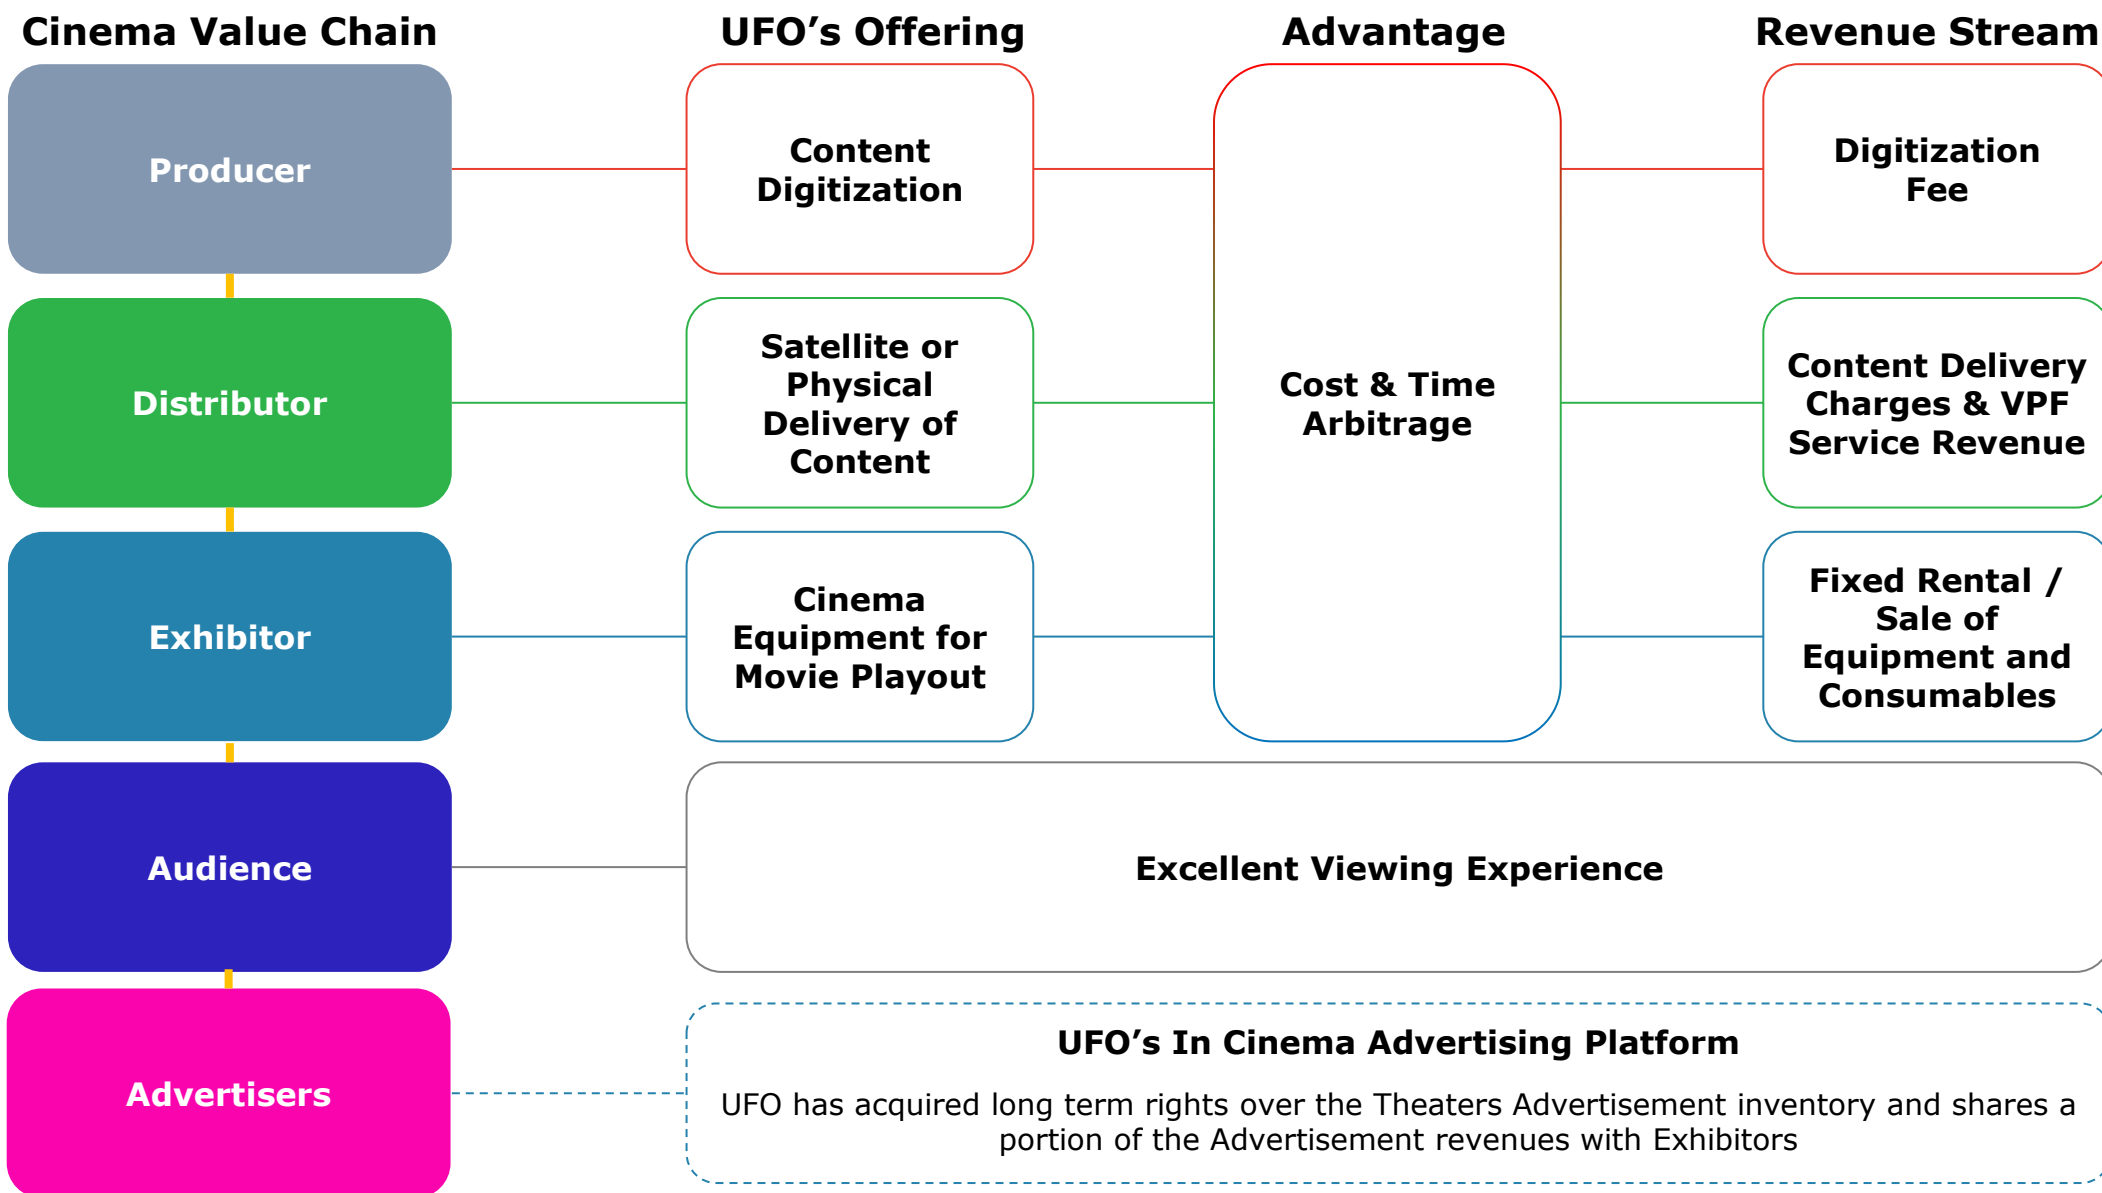 Cinema Value Chain
UFO’s Offering
Advantage
Revenue Stream
Producer
Content
Digitization
Digitization
Fee
Distributor
Satellite or
Physical
Delivery of
Content
Cost & Time
Arbitrage
Content Delivery
Charges & VPF
Service Revenue
Exhibitor
Cinema
Equipment for
Movie Playout
Fixed Rental /
Sale of
Equipment and
Consumables
Audience
Excellent Viewing Experience
Advertisers
UFO’s In Cinema Advertising Platform
UFO has acquired long term rights over the Theaters Advertisement inventory and shares a
portion of the Advertisement revenues with Exhibitors